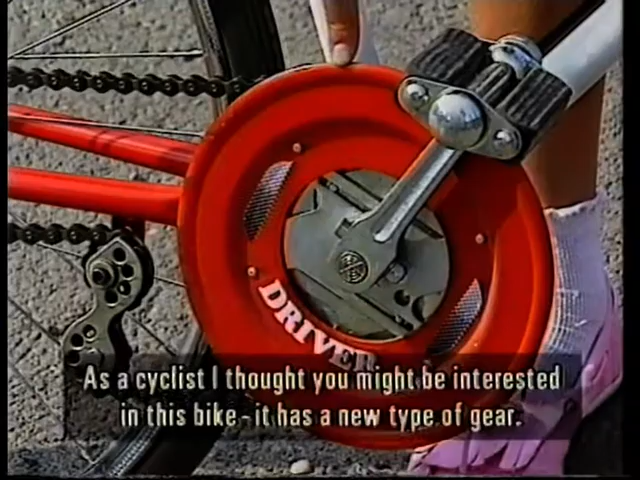 DRIVER
As a cyclist I thought you might be interested
in this bike-it has a new type of gear.